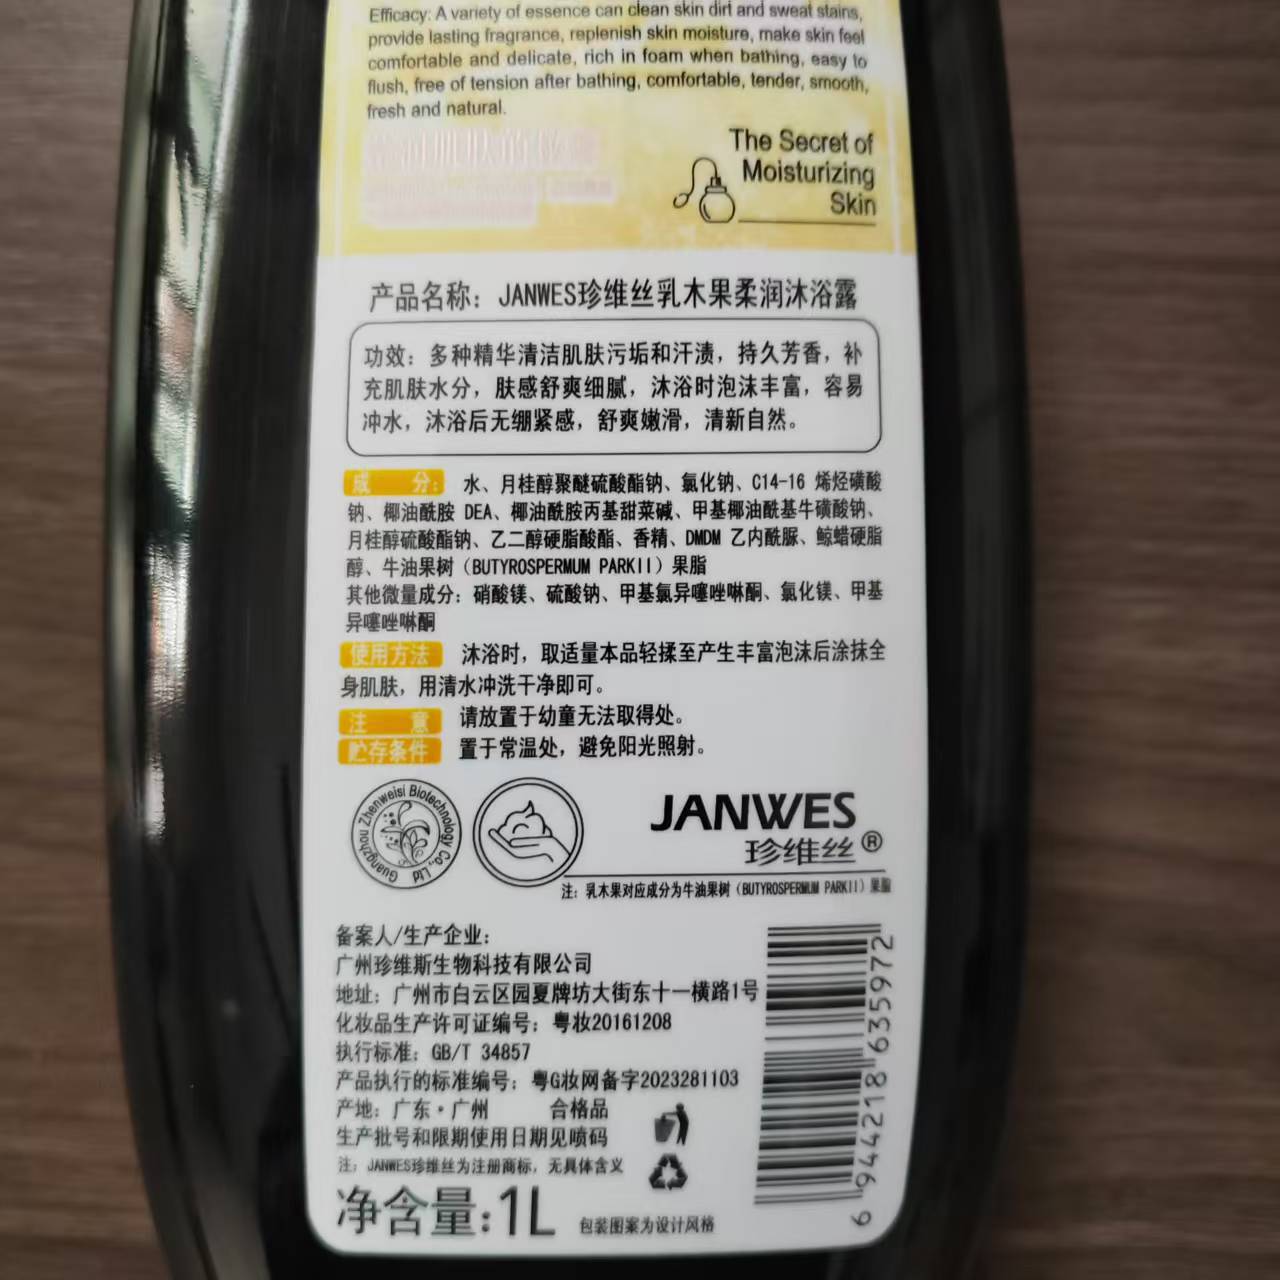 Efficacy: A variety of essence can clean skin dirt and sweat stains,
provide lasting fragrance, replenish skin moisture, make skin feel
comfortable and delicate, rich in foam when bathing, easy to
flush, free of tension after bathing, comfortable, tender, smooth,
fresh and natural.
The Secret of
Moisturizing
Skin
产品名称：JANWES珍维丝乳木果柔润沐浴露
功效：多种精华清洁肌肤污垢和汗渍，持久芳香，补
充肌肤水分，肤感舒爽细腻，沐浴时泡沫丰富，容易
冲水，沐浴后无绷紧感，舒爽嫩滑，清新自然。
成 分：水、月桂醇聚醚硫酸酯钠、氯化钠、C14-16 烯烃磺酸
钠、椰油酰胺 DEA、椰油酰胺丙基甜菜碱、甲基椰油酰基牛磺酸钠、
月桂醇硫酸酯钠、乙二醇硬脂酸酯、香精、DMDM 乙内酰脲、鲸蜡硬脂
醇、牛油果树（BUTYROSPERMUM PARKII）果脂
其他微量成分：硝酸镁、硫酸钠、甲基氯异噻唑啉酮、氯化镁、甲基
异噻唑啉酮
使用方法 沐浴时，取适量本品轻揉至产生丰富泡沫后涂抹全
身肌肤，用清水冲洗干净即可。
注 意 请放置于幼童无法取得处。
贮存条件 置于常温处，避免阳光照射。
Guangzhou Zhenweisi Biotechnology Co., Ltd
JANWES
珍维丝®
注：乳木果对应成分为牛油果树（BUTYROSPERMUM PARKII）果脂
备案人/生产企业：
广州珍维斯生物科技有限公司
地址：广州市白云区园夏牌坊大街东十一横路1号
化妆品生产许可证编号：粤妆20161208
执行标准：GB/T 34857
产品执行的标准编号：粤G妆网备字2023281103
产地：广东·广州 合格品
生产批号和限期使用日期见喷码
注：JANWES珍维丝为注册商标，无具体含义
净含量：1L 包装图案为设计风格
6 944218 635972